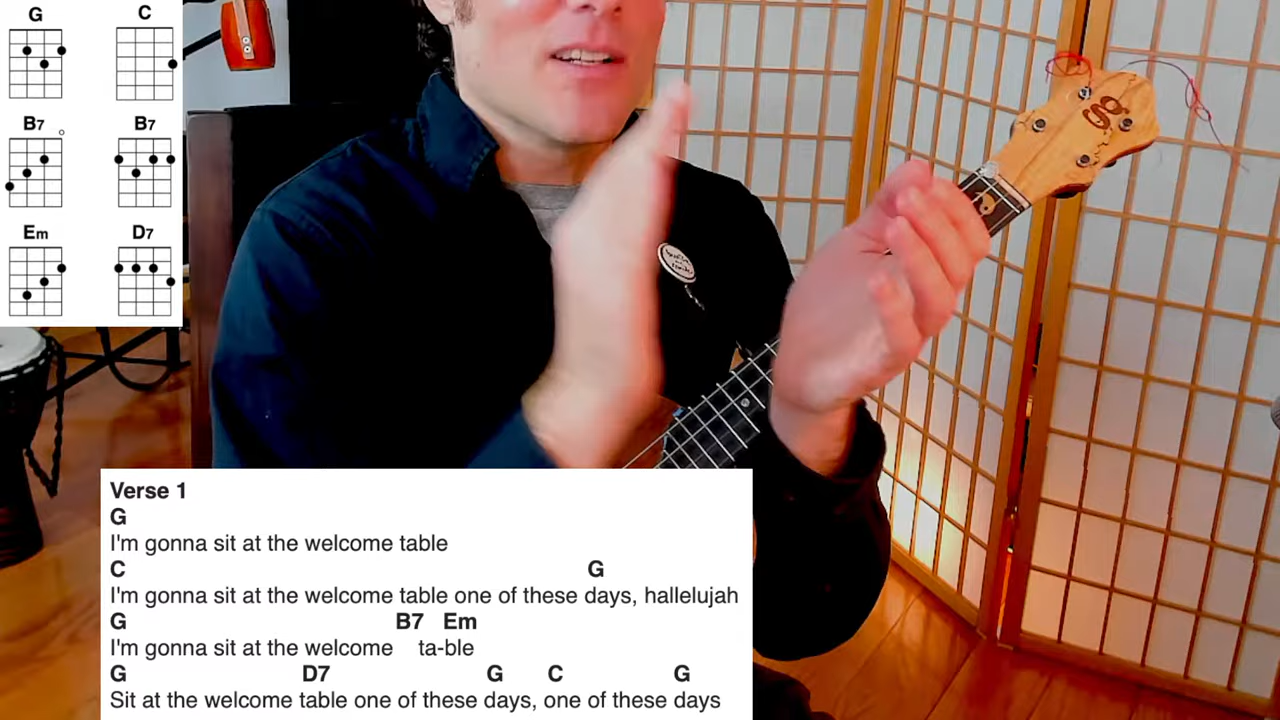 G C
B7 B7
Em D7
Verse 1
G
I'm gonna sit at the welcome table
C G
I'm gonna sit at the welcome table one of these days, hallelujah
G B7 Em
I'm gonna sit at the welcome ta-ble
G D7 G C G
Sit at the welcome table one of these days, one of these days